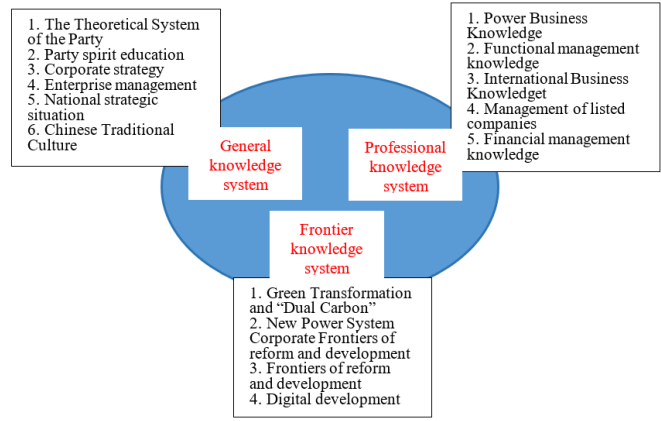 1. The Theoretical System
of the Party
2. Party spirit education
3. Corporate strategy
4. Enterprise management
5. National strategic
situation
6. Chinese Traditional
Culture
General
knowledge
system
1. Power Business
Knowledge
2. Functional management
knowledge
3. International Business
Knowledget
4. Management of listed
companies
5. Financial management
knowledge
Professional
knowledge
system
Frontier
knowledge
system
1. Green Transformation
and “Dual Carbon”
2. New Power System
Corporate Frontiers of
reform and development
3. Frontiers of reform
and development
4. Digital development